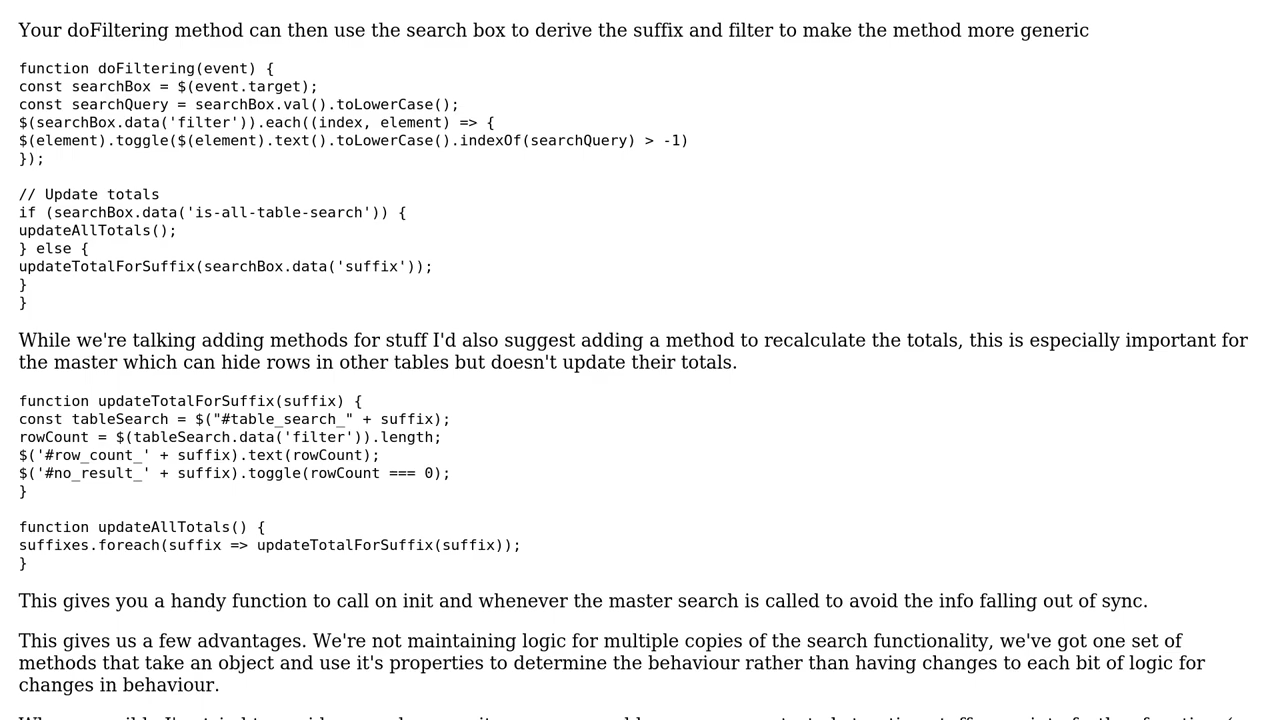 Your doFiltering method can then use the search box to derive the suffix and filter to make the method more generic
function doFiltering(event) {
const searchBox = $(event.target);
const searchQuery = searchBox.val().toLowerCase();
$(searchBox.data('filter')).each((index, element) => {
$(element).toggle($(element).text().toLowerCase().indexOf(searchQuery) > -1)
});
// Update totals
if (searchBox.data('is-all-table-search')) {
updateAllTotals();
} else {
updateTotalForSuffix(searchBox.data('suffix'));
}
}
While we're talking adding methods for stuff I'd also suggest adding a method to recalculate the totals, this is especially important for
the master which can hide rows in other tables but doesn't update their totals.
function updateTotalForSuffix(suffix) {
const tableSearch = $("#table_search_" + suffix);
rowCount = $(tableSearch.data('filter')).length;
$('#row_count_' + suffix).text(rowCount);
$('#no_result_' + suffix).toggle(rowCount === 0);
}
function updateAllTotals() {
suffixes.foreach(suffix => updateTotalForSuffix(suffix));
}
This gives you a handy function to call on init and whenever the master search is called to avoid the info falling out of sync.
This gives us a few advantages. We're not maintaining logic for multiple copies of the search functionality, we've got one set of
methods that take an object and use it's properties to determine the behaviour rather than having changes to each bit of logic for
changes in behaviour.